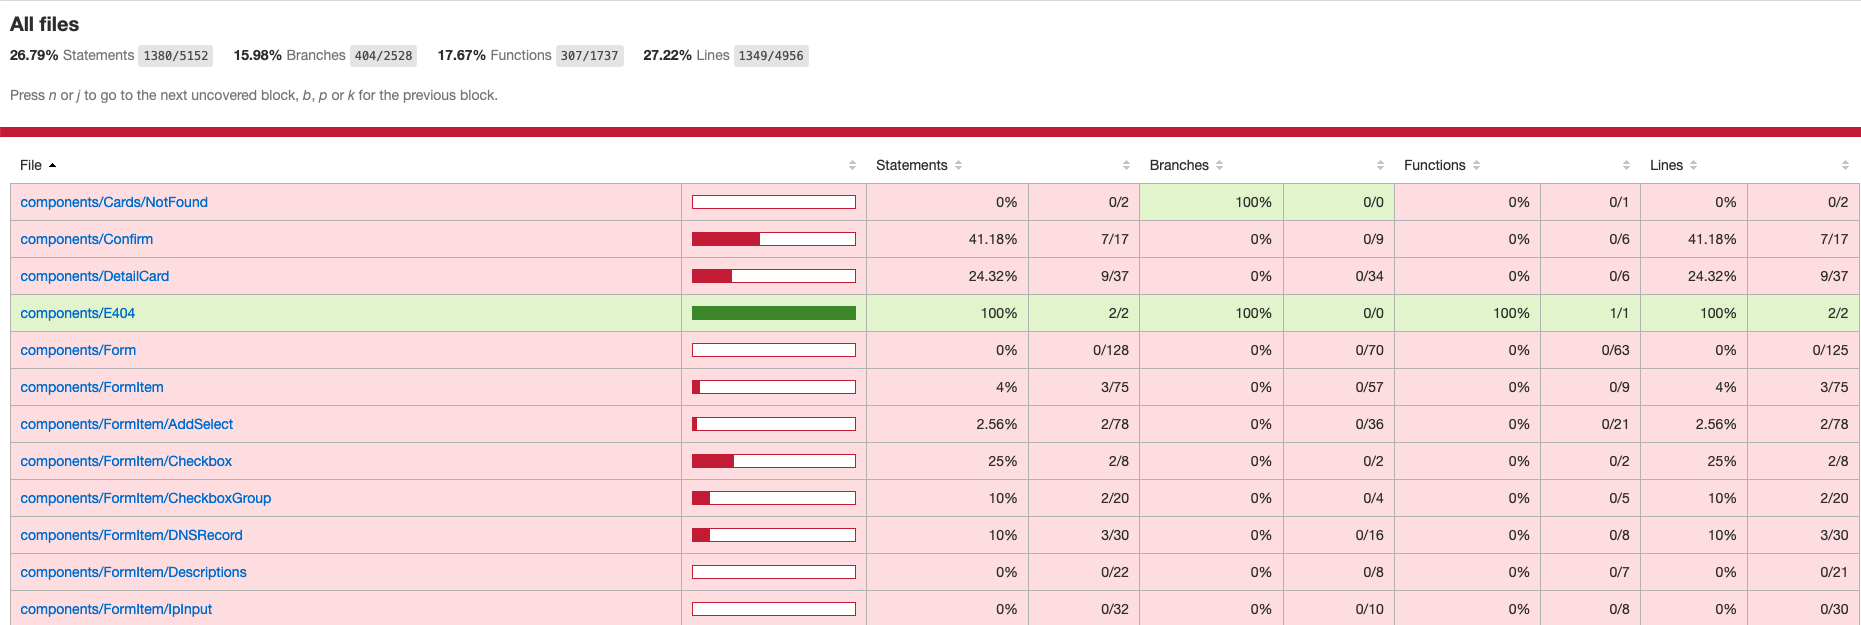 All files
26.79% Statements 1380/5152 15.98% Branches 404/2528 17.67% Functions 307/1737 27.22% Lines 1349/4956
Press n or j to go to the next uncovered block, b, p or k for the previous block.
File Statements Branches Functions Lines
components/Cards/NotFound 0% 0/2 100% 0/0 0% 0/1 0% 0/2
components/Confirm 41.18% 7/17 0% 0/9 0% 0/6 41.18% 7/17
components/DetailCard 24.32% 9/37 0% 0/34 0% 0/6 24.32% 9/37
components/E404 100% 2/2 100% 0/0 100% 1/1 100% 2/2
components/Form 0% 0/128 0% 0/70 0% 0/63 0% 0/125
components/FormItem 4% 3/75 0% 0/57 0% 0/9 4% 3/75
components/FormItem/AddSelect 2.56% 2/78 0% 0/36 0% 0/21 2.56% 2/78
components/FormItem/Checkbox 25% 2/8 0% 0/2 0% 0/2 25% 2/8
components/FormItem/CheckboxGroup 10% 2/20 0% 0/4 0% 0/5 10% 2/20
components/FormItem/DNSRecord 10% 3/30 0% 0/16 0% 0/8 10% 3/30
components/FormItem/Descriptions 0% 0/22 0% 0/8 0% 0/7 0% 0/21
components/FormItem/IpInput 0% 0/32 0% 0/10 0% 0/8 0% 0/30